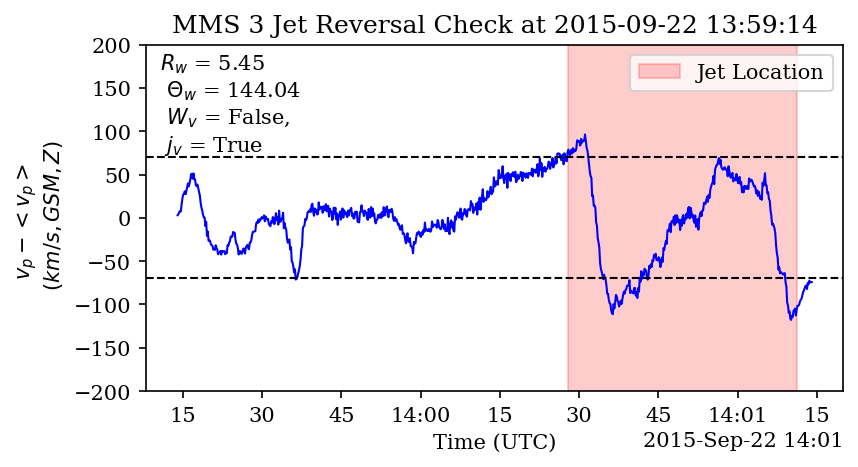 MMS 3 Jet Reversal Check at 2015-09-22 13:59:14
R_w = 5.45
Θ_w = 144.04
W_v = False,
j_v = True
Jet Location
200
150
100
50
0
−50
−100
−150
−200
v_p − < v_p >
(km/s, GSM, Z)
15 30 45 14:00 15 30 45 14:01 15
Time (UTC)
2015-Sep-22 14:01